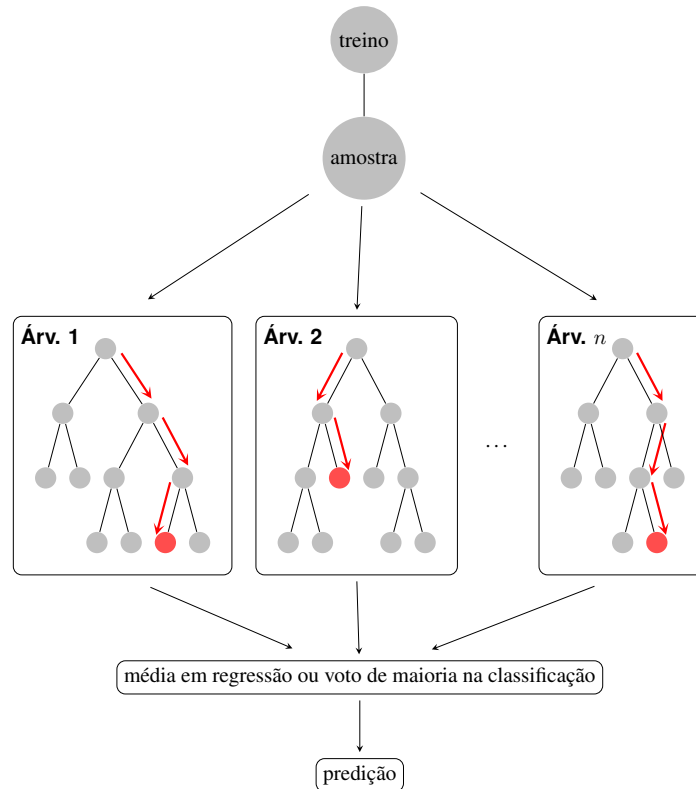 treino
amostra
Árv. 1
Árv. 2
Árv. n
...
média em regressão ou voto de maioria na classificação
predição